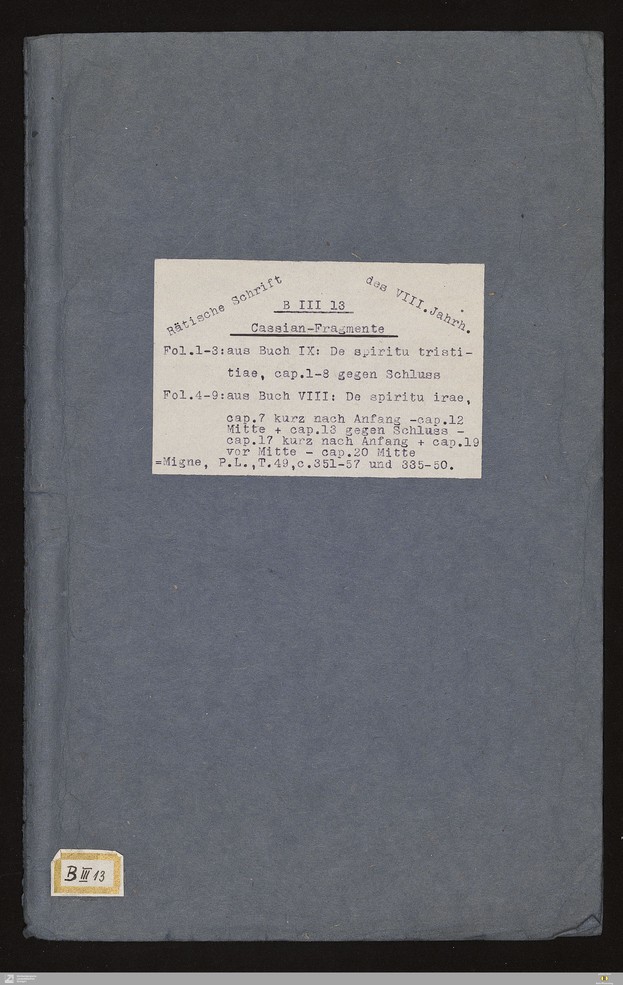 Rätische Schrift des VIII. Jahrh.
B III 13
Cassian-Fragmente
Fol.1-3:aus Buch IX: De spiritu tristi-
tiae, cap.1-8 gegen Schluss
Fol.4-9:aus Buch VIII: De spiritu irae,
cap.7 kurz nach Anfang -cap.12
Mitte + cap.13 gegen Schluss -
cap.17 kurz nach Anfang + cap.19
vor Mitte - cap.20 Mitte
=Migne, P.L.,T.49,c.351-57 und 335-50.
B III 13